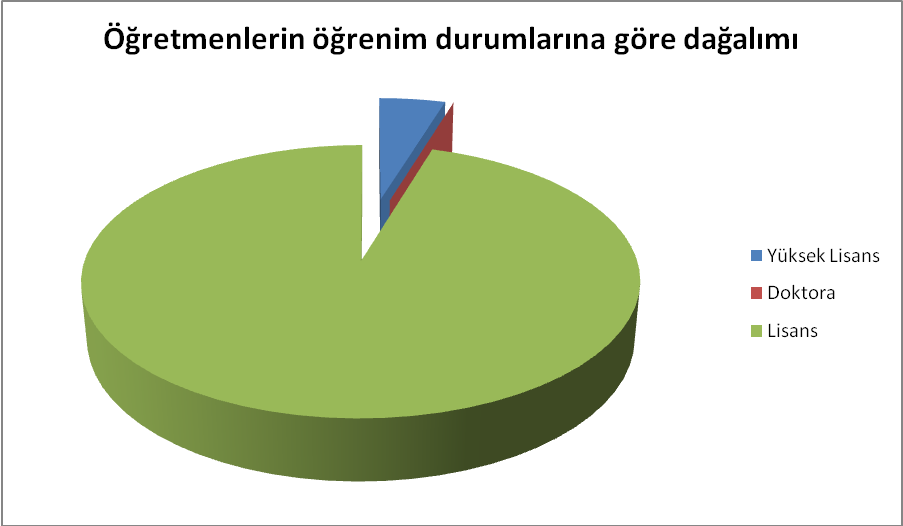 Öğretmenlerin öğrenim durumlarına göre dağalımı
Yüksek Lisans
Doktora
Lisans